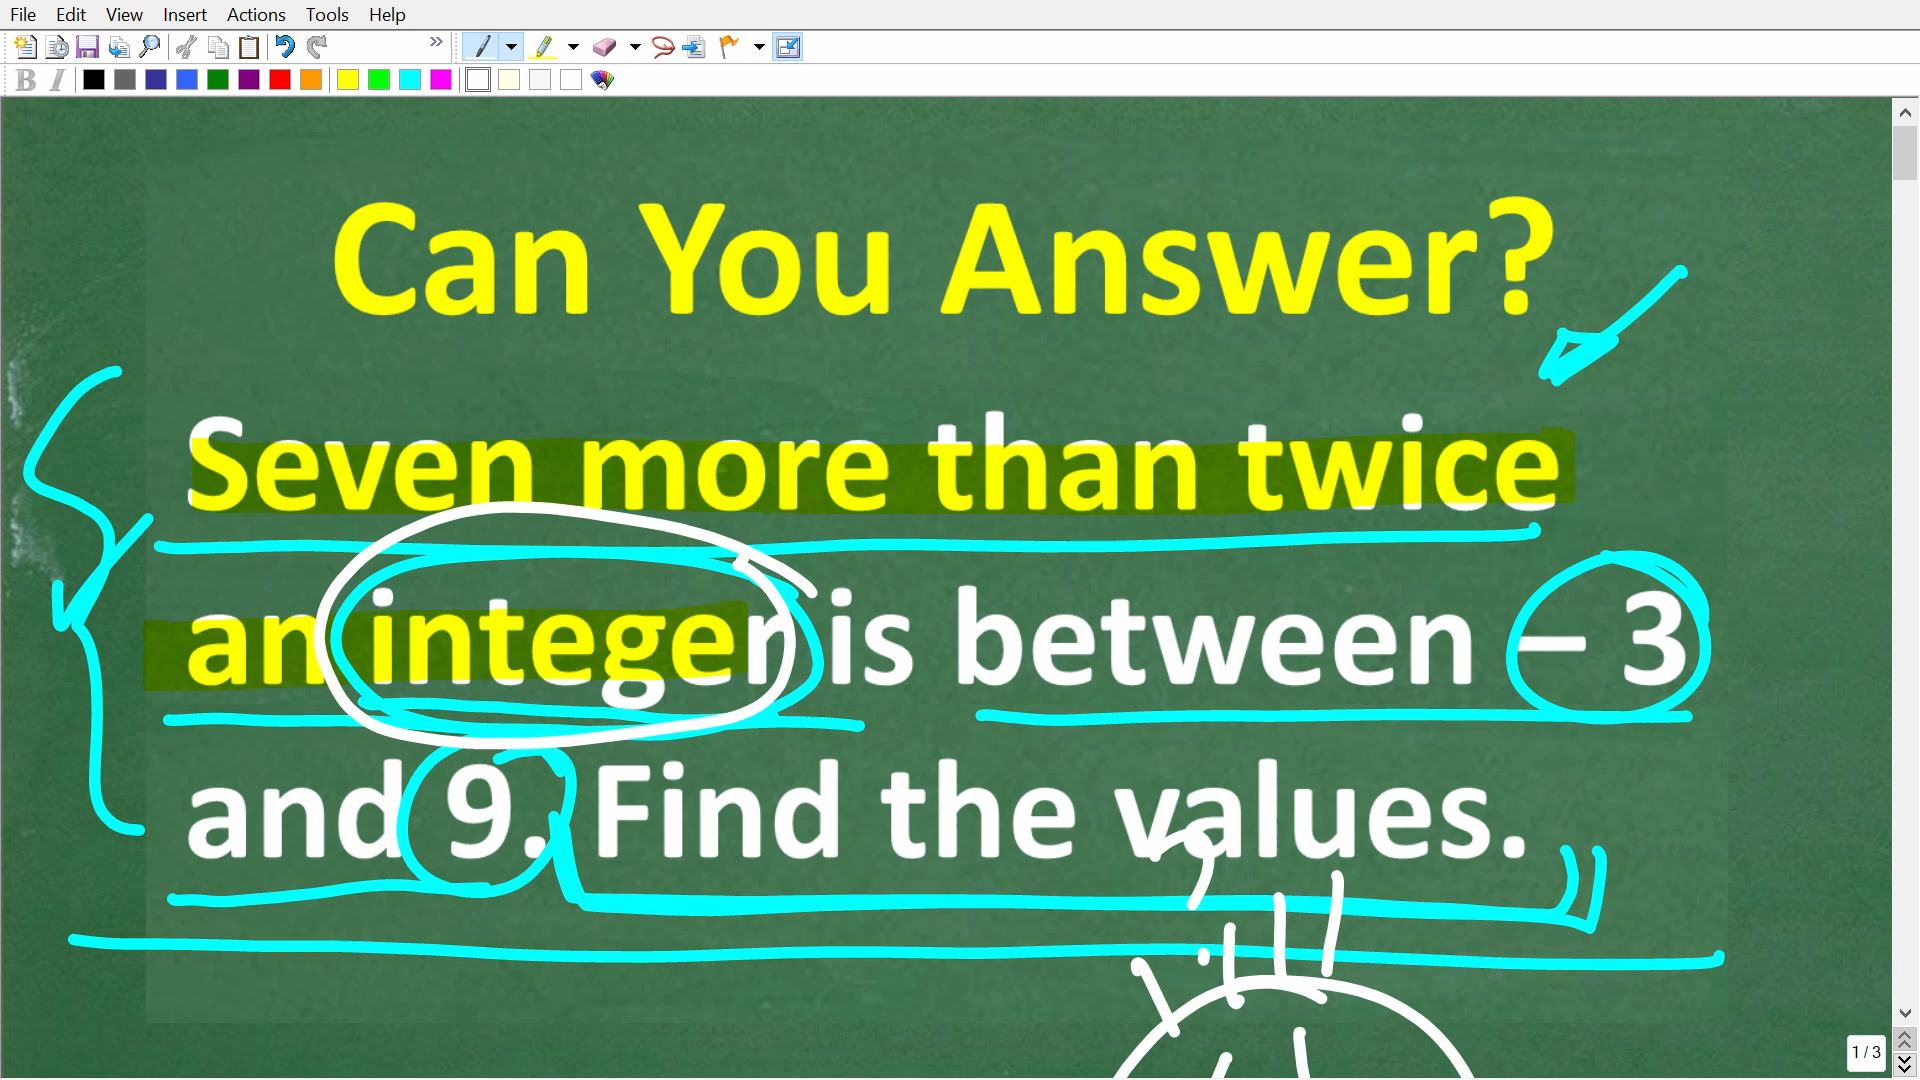 File Edit View Insert Actions Tools Help
B I
Can You Answer?
Seven more than twice
an integer is between – 3
and 9. Find the values.
?
1 / 3